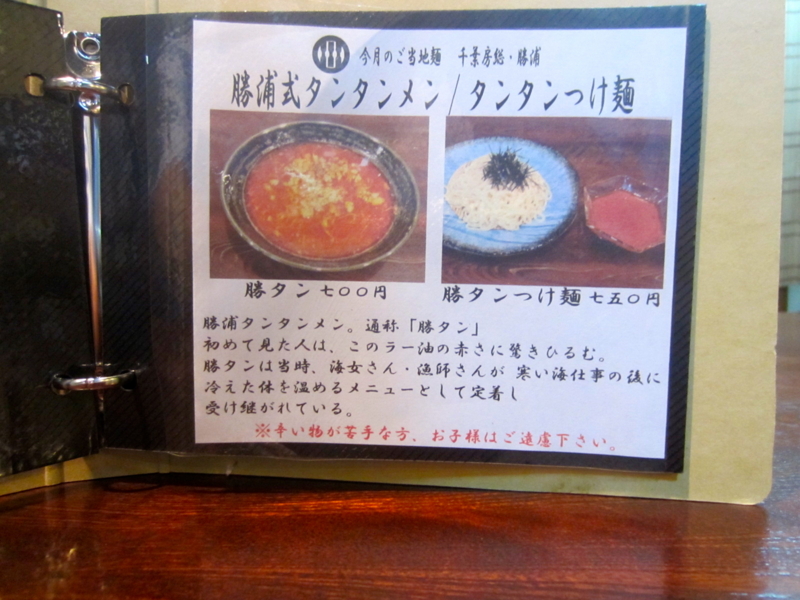 今月のご当地麺　千葉房総・勝浦
勝浦式タンタンメン/タンタンつけ麺
勝タン七〇〇円
勝タンつけ麺七五〇円
勝浦タンタンメン。通称「勝タン」
初めて見た人は、このラー油の赤さに驚きひるむ。
勝タンは当時、海女さん・漁師さんが 寒い海仕事の後に
冷えた体を温めるメニューとして定着し
受け継がれている。
※辛い物が苦手な方、お子様はご遠慮下さい。